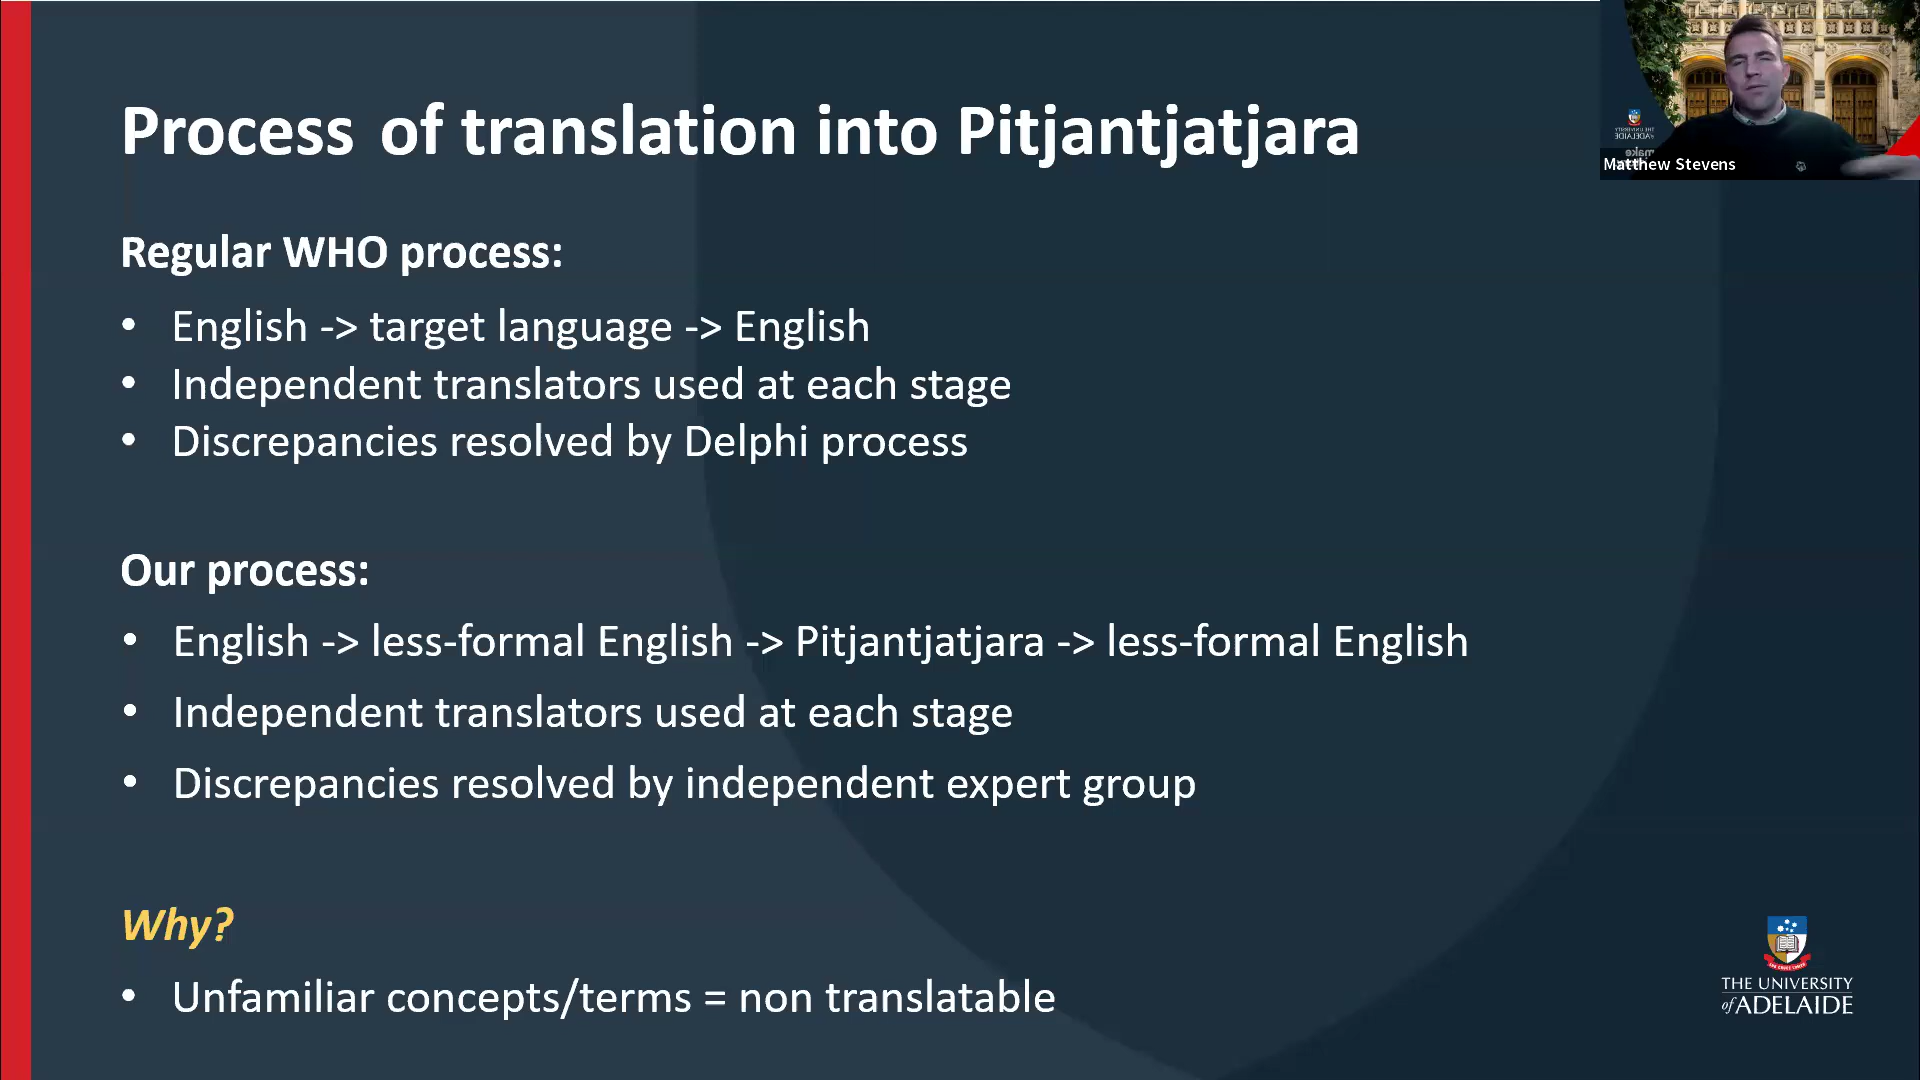 Process of translation into Pitjantjatjara
Matthew Stevens
Regular WHO process:
• English -> target language -> English
• Independent translators used at each stage
• Discrepancies resolved by Delphi process
Our process:
• English -> less-formal English -> Pitjantjatjara -> less-formal English
• Independent translators used at each stage
• Discrepancies resolved by independent expert group
Why?
• Unfamiliar concepts/terms = non translatable
THE UNIVERSITY
of ADELAIDE